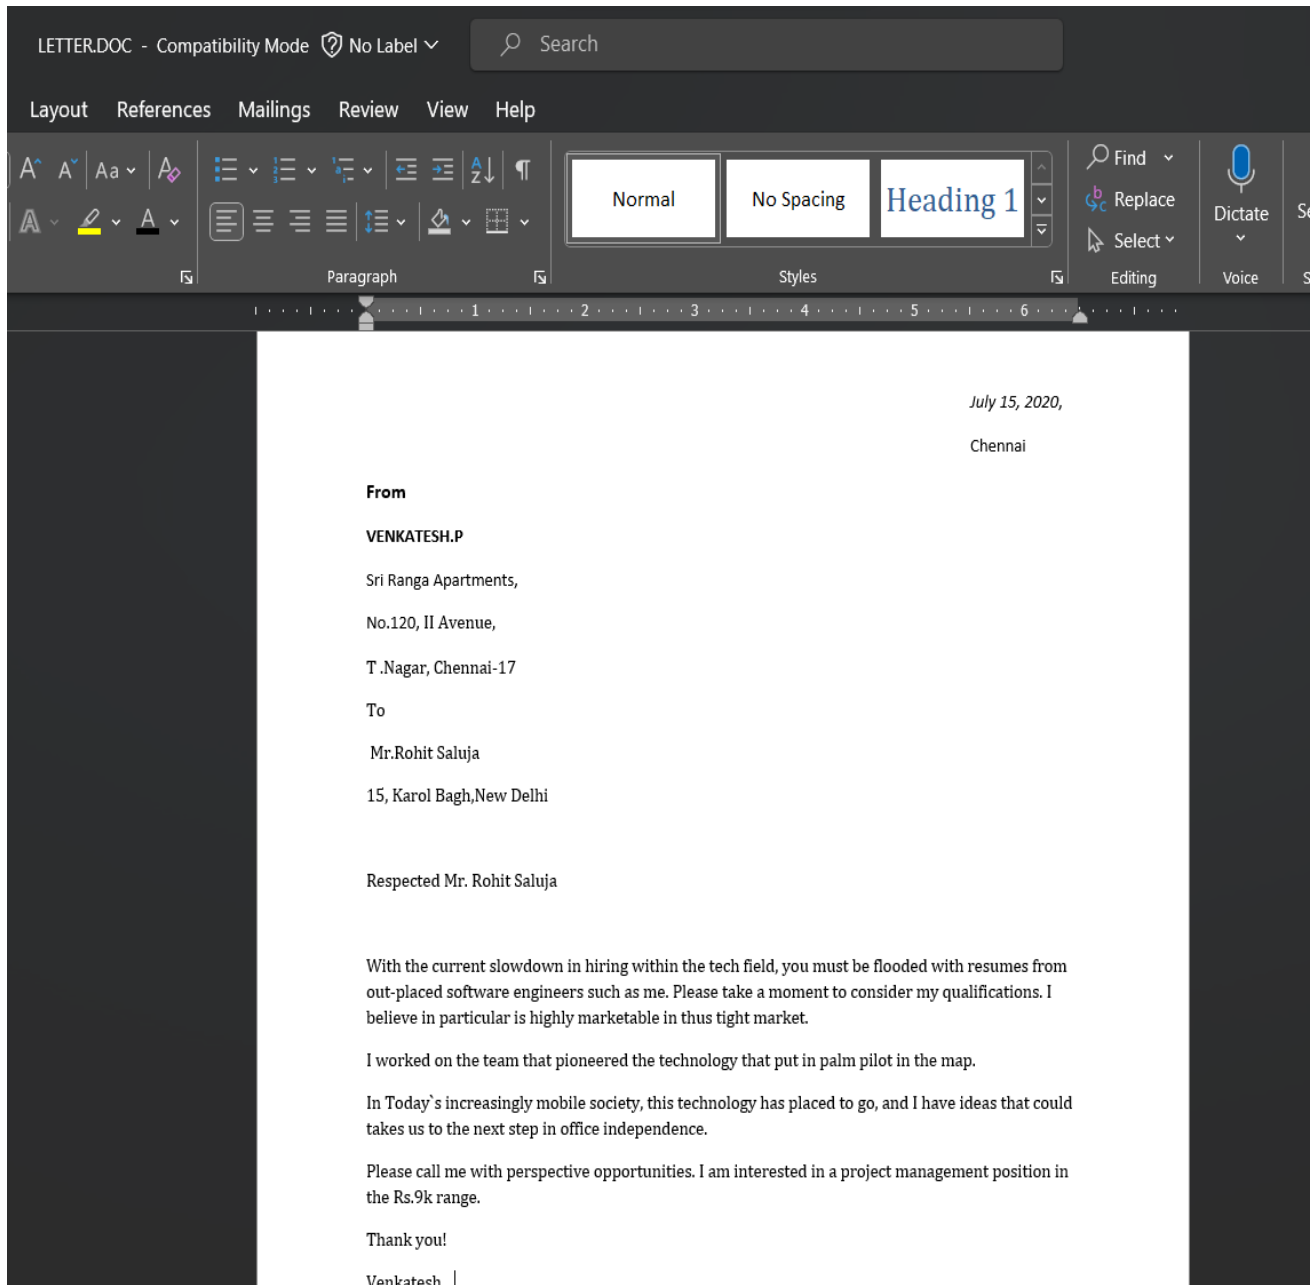 LETTER.DOC - Compatibility Mode No Label Search
Layout References Mailings Review View Help
Aa
Normal No Spacing Heading 1
Find
Replace
Select
Dictate
Paragraph Styles Editing Voice
1 2 3 4 5 6
July 15, 2020,
Chennai
From
VENKATESH.P
Sri Ranga Apartments,
No.120, II Avenue,
T .Nagar, Chennai-17
To
Mr.Rohit Saluja
15, Karol Bagh,New Delhi
Respected Mr. Rohit Saluja
With the current slowdown in hiring within the tech field, you must be flooded with resumes from
out-placed software engineers such as me. Please take a moment to consider my qualifications. I
believe in particular is highly marketable in thus tight market.
I worked on the team that pioneered the technology that put in palm pilot in the map.
In Today`s increasingly mobile society, this technology has placed to go, and I have ideas that could
takes us to the next step in office independence.
Please call me with perspective opportunities. I am interested in a project management position in
the Rs.9k range.
Thank you!
Venkatesh